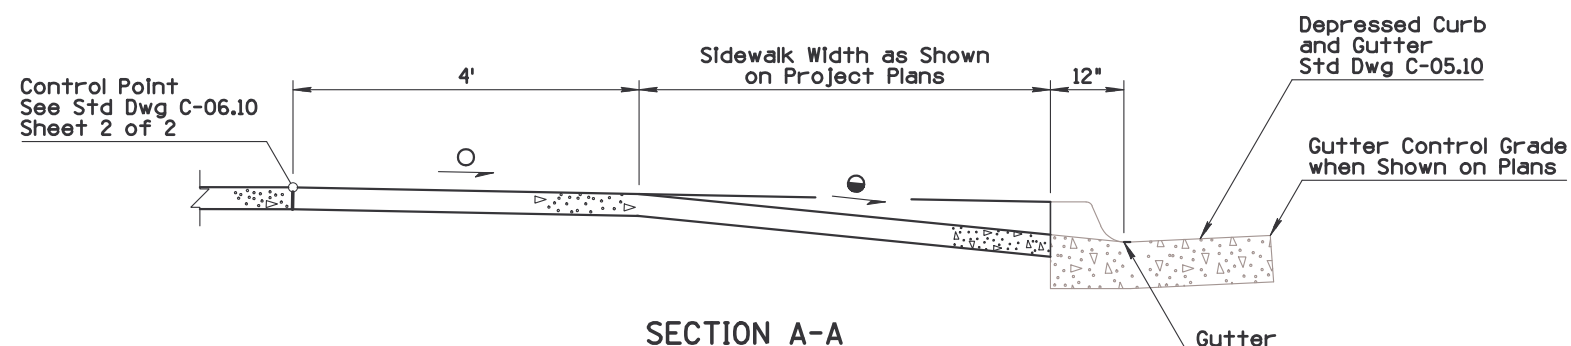 Depressed Curb
and Gutter
Std Dwg C-05.10
Sidewalk Width as Shown
on Project Plans
4'
12"
Control Point
See Std Dwg C-06.10
Sheet 2 of 2
Gutter Control Grade
when Shown on Plans
SECTION A-A
Gutter